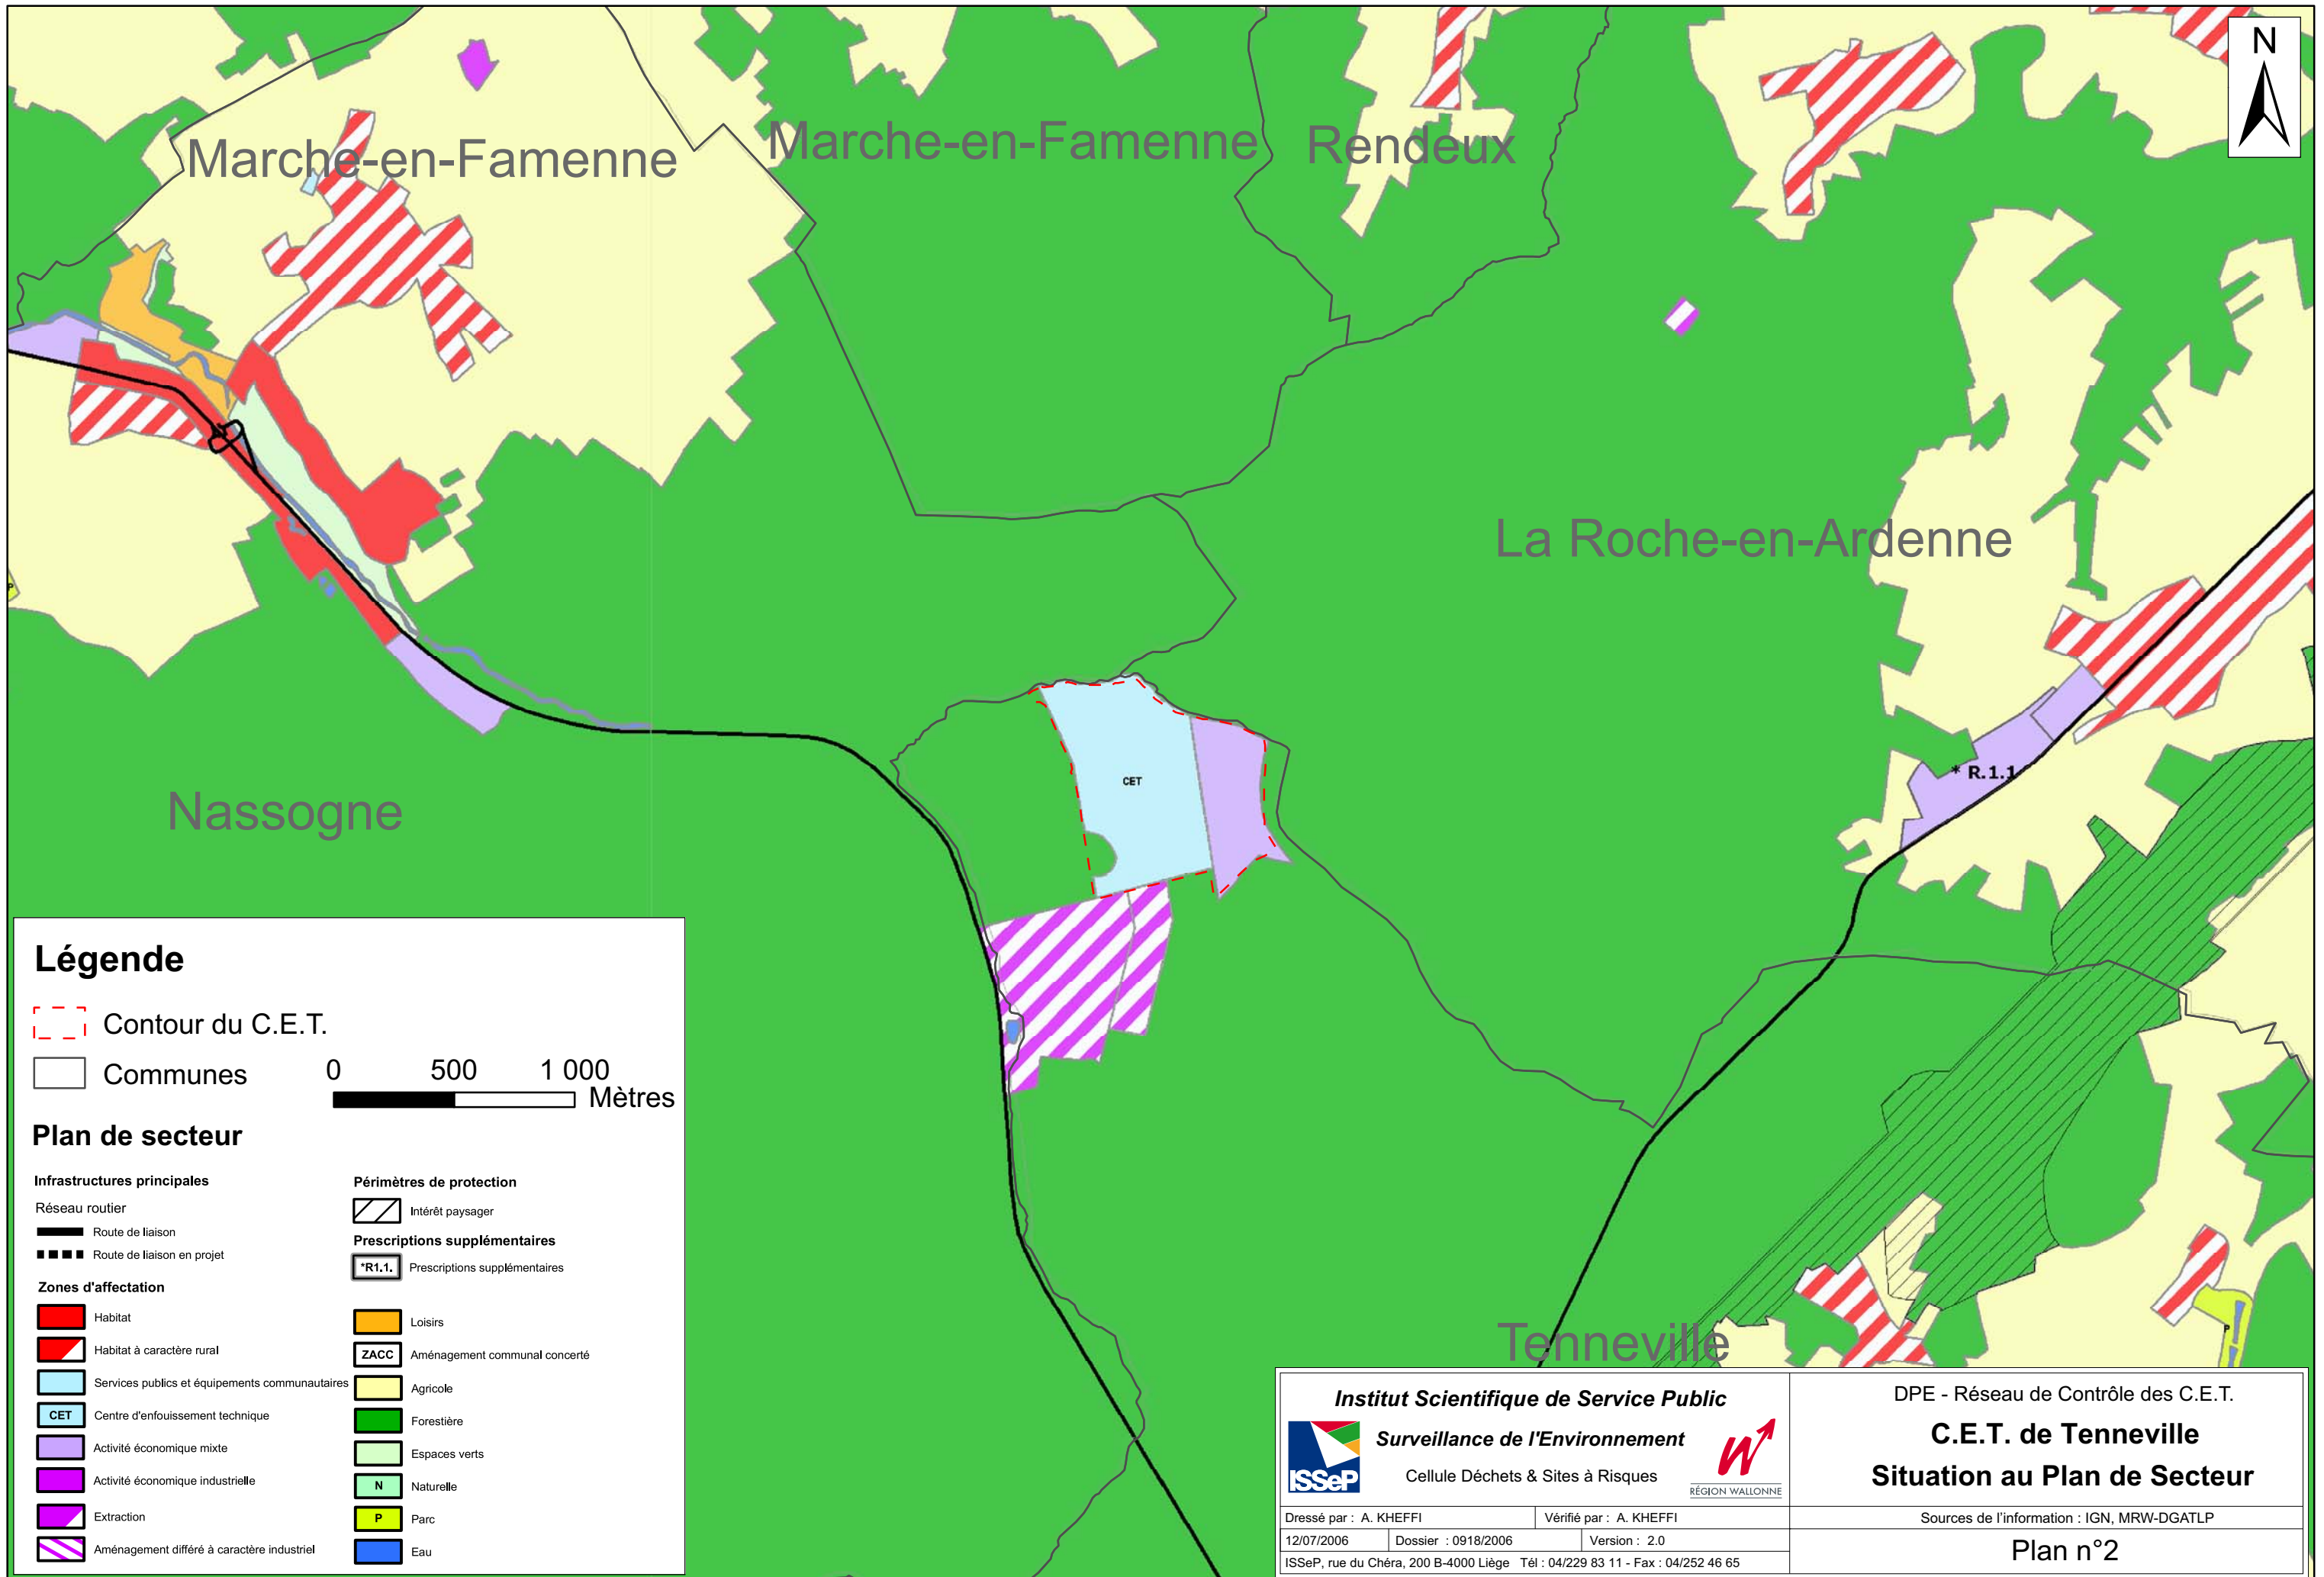 N
Marche-en-Famenne
Marche-en-Famenne
Rendeux
La Roche-en-Ardenne
CET
* R.1.1
Nassogne
P
Tenneville
P
Légende
Contour du C.E.T.
Communes
0 500 1 000
Mètres
Plan de secteur
Infrastructures principales
Réseau routier
Route de liaison
Route de liaison en projet
Zones d'affectation
Habitat
Habitat à caractère rural
Services publics et équipements communautaires
CET Centre d'enfouissement technique
Activité économique mixte
Activité économique industrielle
Extraction
Aménagement différé à caractère industriel
Périmètres de protection
Intérêt paysager
Prescriptions supplémentaires
*R1.1. Prescriptions supplémentaires
Loisirs
ZACC Aménagement communal concerté
Agricole
Forestière
Espaces verts
N Naturelle
P Parc
Eau
Institut Scientifique de Service Public
Surveillance de l'Environnement
Cellule Déchets & Sites à Risques
ISSeP
W
RÉGION WALLONNE
Dressé par : A. KHEFFI Vérifié par : A. KHEFFI
12/07/2006 Dossier : 0918/2006 Version : 2.0
ISSeP, rue du Chéra, 200 B-4000 Liège Tél : 04/229 83 11 - Fax : 04/252 46 65
DPE - Réseau de Contrôle des C.E.T.
C.E.T. de Tenneville
Situation au Plan de Secteur
Sources de l'information : IGN, MRW-DGATLP
Plan n°2